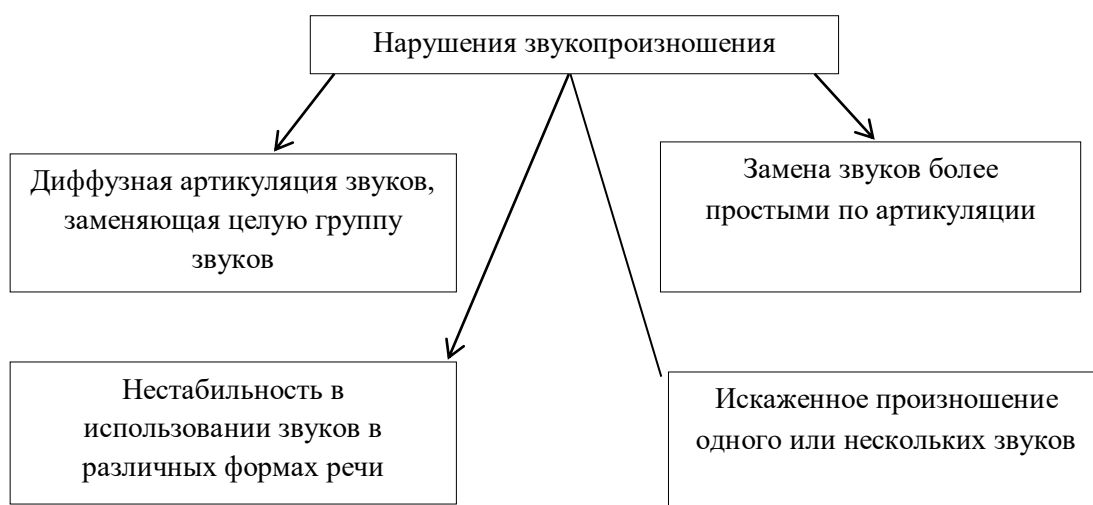 Нарушения звукопроизношения
Диффузная артикуляция звуков,
заменяющая целую группу
звуков
Замена звуков более
простыми по артикуляции
Нестабильность в
использовании звуков в
различных формах речи
Искаженное произношение
одного или нескольких звуков